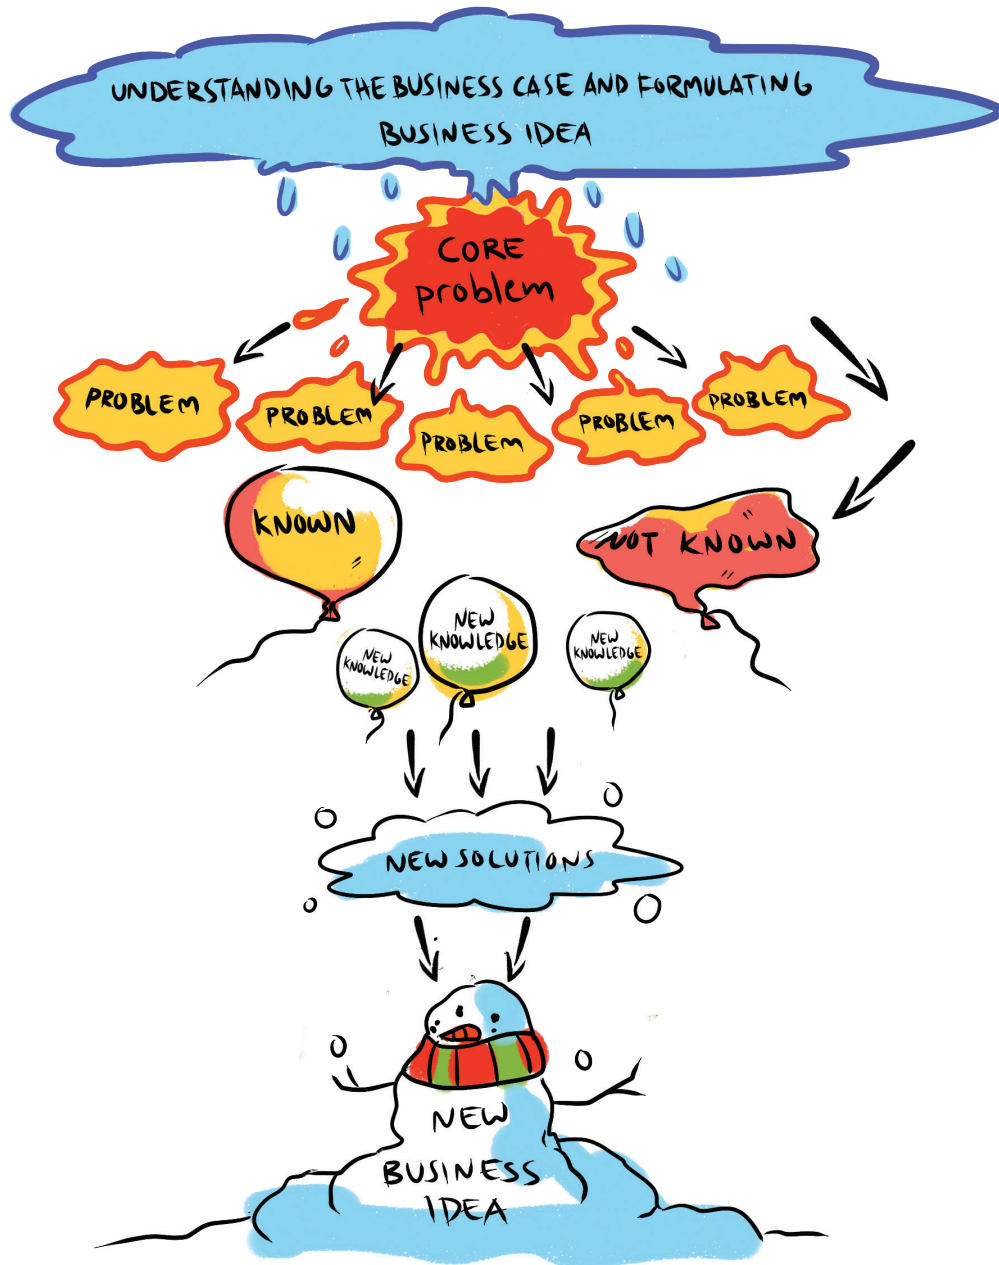 UNDERSTANDING THE BUSINESS CASE AND FORMULATING
BUSINESS IDEA
CORE
problem
PROBLEM
PROBLEM
PROBLEM
PROBLEM
PROBLEM
KNOWN
NOT KNOWN
NEW
KNOWLEDGE
NEW
KNOWLEDGE
NEW
KNOWLEDGE
NEW SOLUTIONS
NEW
BUSINESS
IDEA